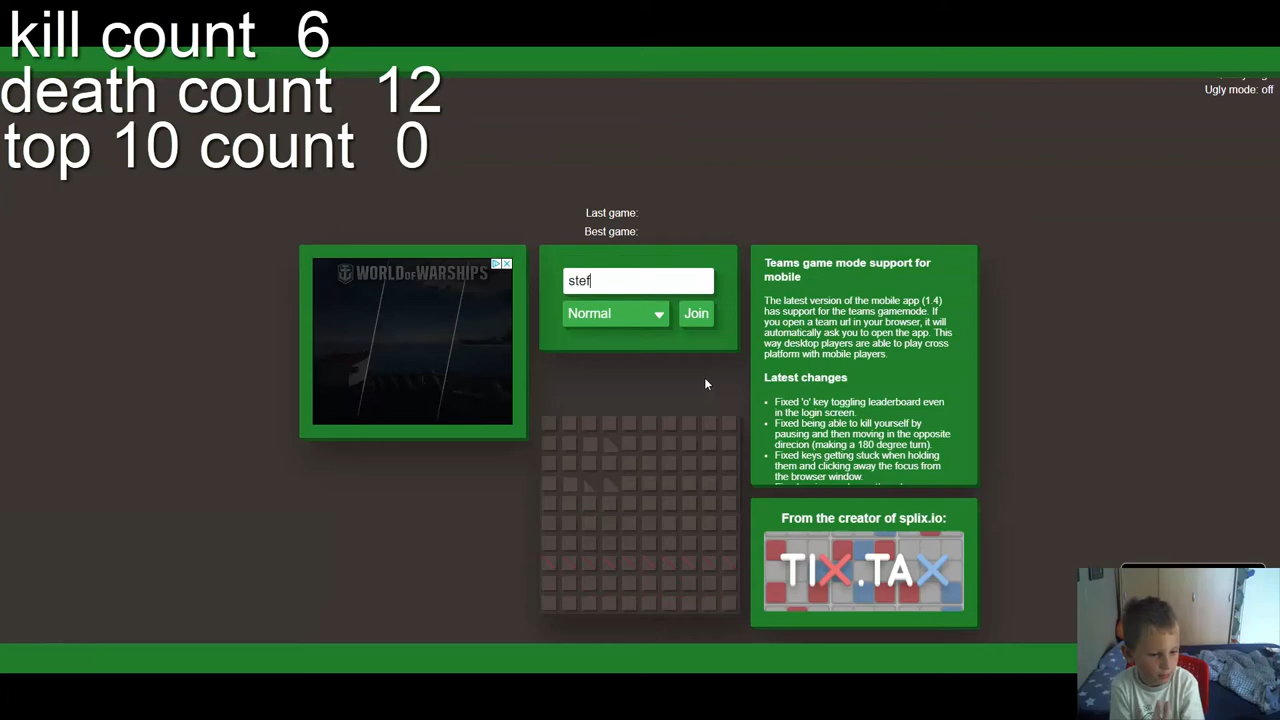 kill count 6
death count 12
top 10 count 0
Ugly mode: off
Last game:
Best game:
WORLD OF WARSHIPS
stef
Normal
Join
Teams game mode support for
mobile
The latest version of the mobile app (1.4)
has support for the teams gamemode. If
you open a team url in your browser, it will
automatically ask you to open the app. This
way desktop players are able to play cross
platform with mobile players.
Latest changes
• Fixed 'o' key toggling leaderboard even
in the login screen.
• Fixed being able to kill yourself by
pausing and then moving in the opposite
direcion (making a 180 degree turn).
• Fixed keys getting stuck when holding
them and clicking away the focus from
the browser window.
From the creator of splix.io:
TIX.TAX